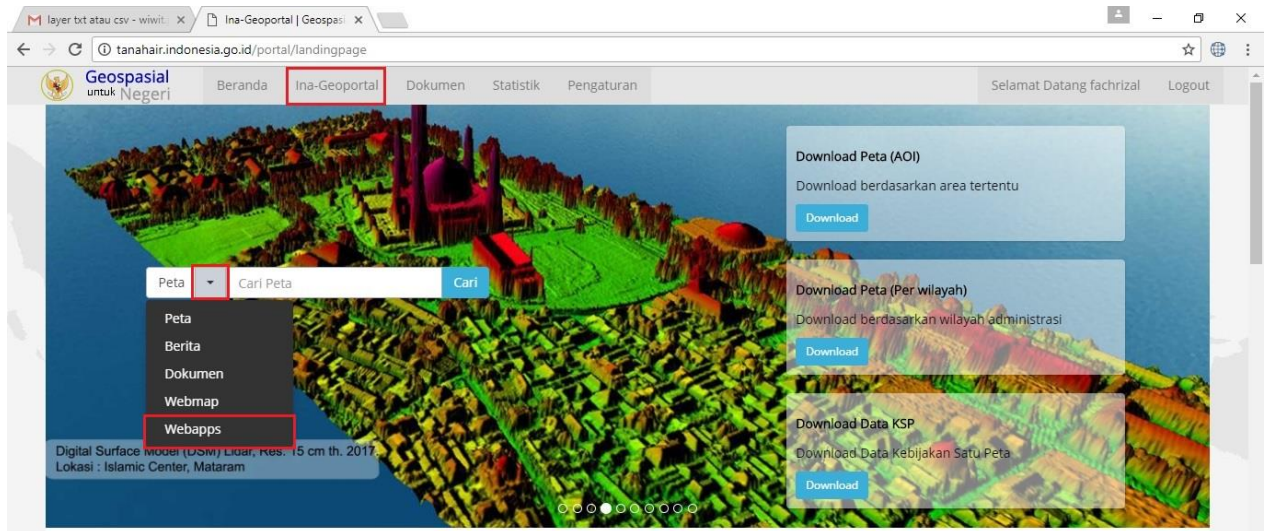 layer txt atau csv - wiwit
Ina-Geoportal | Geospasi
tanahair.indonesia.go.id/portal/landingpage
Geospasial
untuk Negeri
Beranda
Ina-Geoportal
Dokumen
Statistik
Pengaturan
Selamat Datang fachrizal
Logout
Download Peta (AOI)
Download berdasarkan area tertentu
Download
Peta
Cari Peta
Cari
Peta
Berita
Dokumen
Webmap
Webapps
Download Peta (Per wilayah)
Download berdasarkan wilayah administrasi
Download
Download Data KSP
Download Data Kebijakan Satu Peta
Download
Digital Surface Model (DSM) Lidar, Res. 15 cm th. 2017
Lokasi : Islamic Center, Mataram